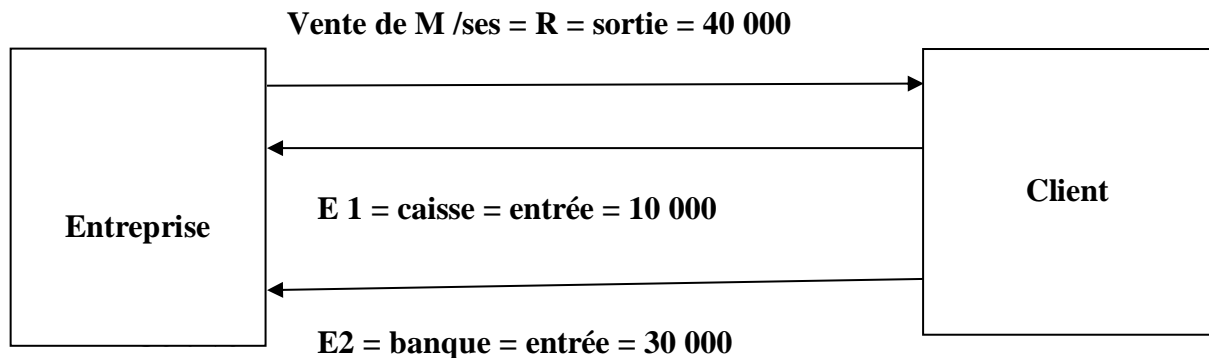 Vente de M /ses = R = sortie = 40 000
Entreprise
Client
E 1 = caisse = entrée = 10 000
E2 = banque = entrée = 30 000